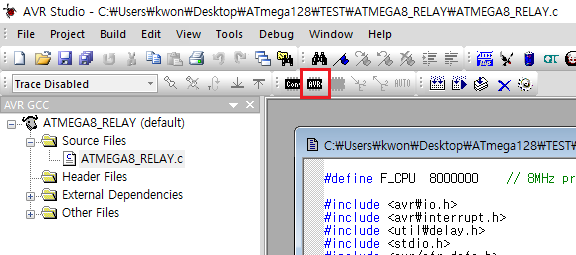 AVR Studio - C:₩Users₩kwon₩Desktop₩ATmega128₩TEST₩ATMEGA8_RELAY₩ATMEGA8_RELAY.c
File Project Build Edit View Tools Debug Window Help
Trace Disabled
Con AVR AUTO
AVR GCC
ATMEGA8_RELAY (default)
Source Files
ATMEGA8_RELAY.c
Header Files
External Dependencies
Other Files
C:₩Users₩kwon₩Desktop₩ATmega128₩TEST₩
#define F_CPU 8000000 // 8MHz pr
#include <avr₩io.h>
#include <avr₩interrupt.h>
#include <util₩delay.h>
#include <stdio.h>